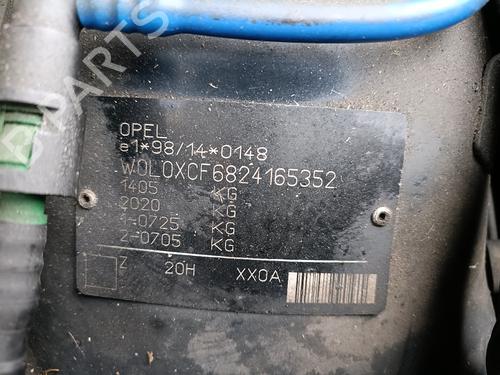 OPEL
e1*98/14*0148
W0L0XCF6824165352
1405 KG
2020 KG
1-0725 KG
2-0705 KG
Z 20H XX0A
B PARTS